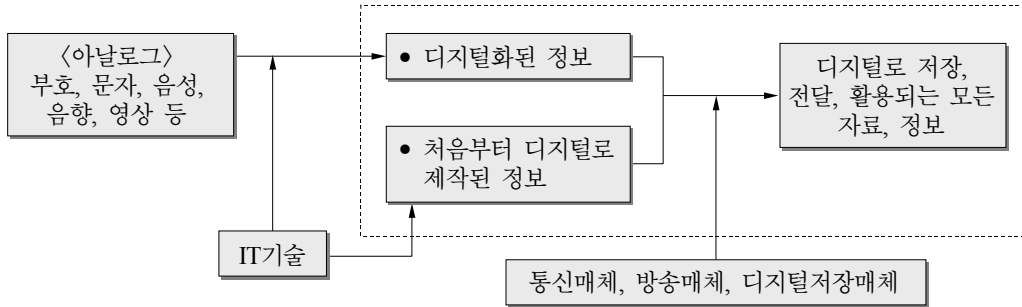 〈아날로그〉
부호, 문자, 음성,
음향, 영상 등
● 디지털화된 정보
● 처음부터 디지털로
제작된 정보
디지털로 저장,
전달, 활용되는 모든
자료, 정보
IT기술
통신매체, 방송매체, 디지털저장매체